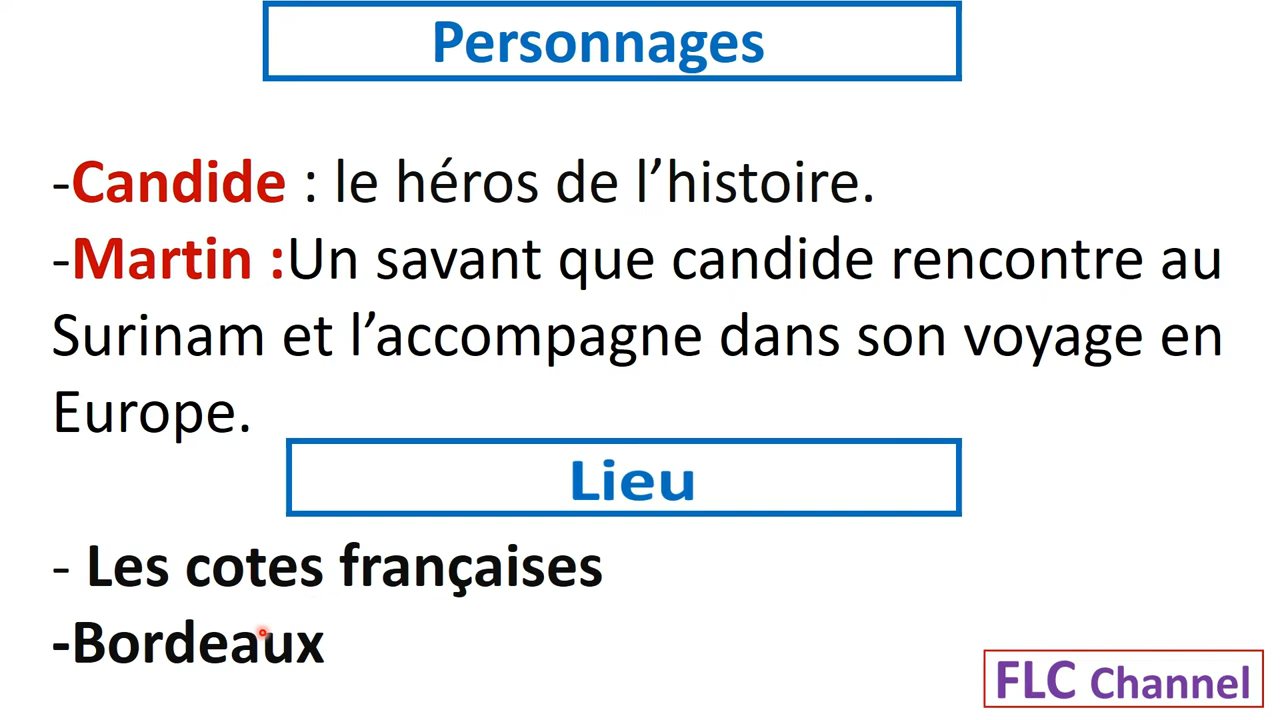 Personnages
-Candide : le héros de l’histoire.
-Martin :Un savant que candide rencontre au
Surinam et l’accompagne dans son voyage en
Europe.
Lieu
- Les cotes françaises
-Bordeaux
FLC Channel